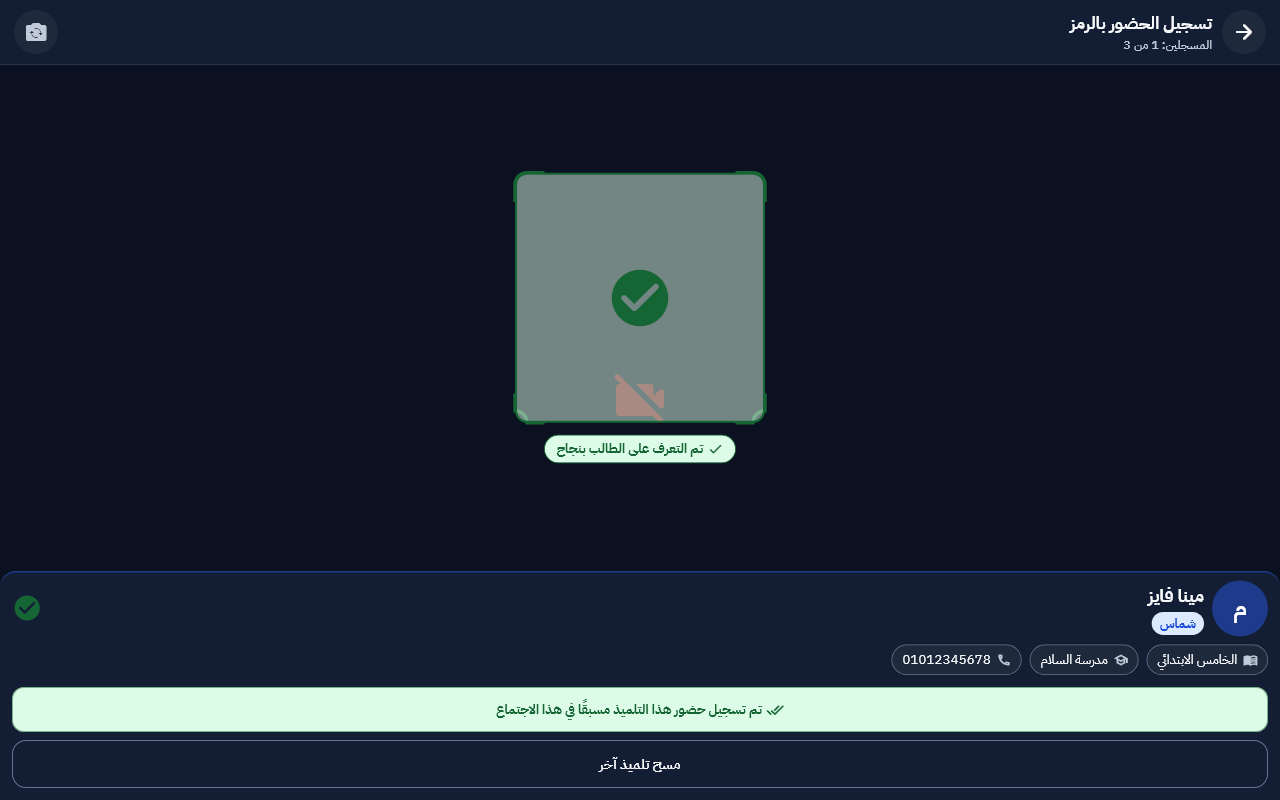 تسجيل الحضور بالرمز
المسجلين: 1 من 3
تم التعرف على الطالب بنجاح
م
مينا فايز
شماس
الخامس الابتدائي
مدرسة السلام
01012345678
تم تسجيل حضور هذا التلميذ مسبقًا في هذا الاجتماع
مسح تلميذ آخر